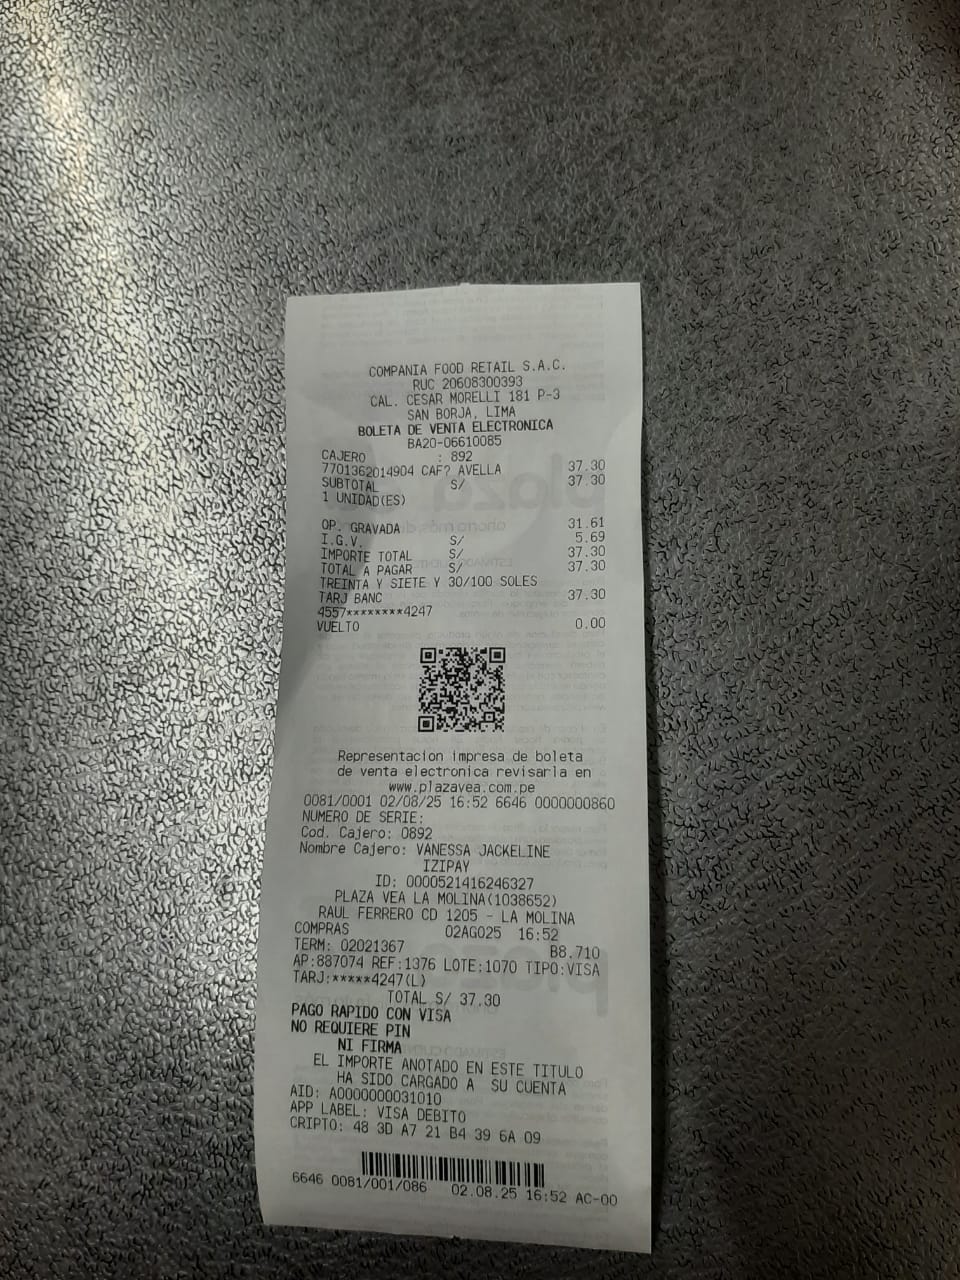 COMPANIA FOOD RETAIL S.A.C.
RUC 20608300393
CAL. CESAR MORELLI 181 P-3
SAN BORJA, LIMA
BOLETA DE VENTA ELECTRONICA
BA20-06610085
CAJERO : 892
7701362014904 CAF? AVELLA 37.30
SUBTOTAL S/ 37.30
1 UNIDAD(ES)
OP. GRAVADA 31.61
I.G.V. S/ 5.69
IMPORTE TOTAL S/ 37.30
TOTAL A PAGAR S/ 37.30
TREINTA Y SIETE Y 30/100 SOLES
TARJ BANC 37.30
4557********4247
VUELTO 0.00
Representacion impresa de boleta
de venta electronica revisarla en
www.plazavea.com.pe
0081/0001 02/08/25 16:52 6646 0000000860
NUMERO DE SERIE:
Cod. Cajero: 0892
Nombre Cajero: VANESSA JACKELINE
IZIPAY
ID: 0000521416246327
PLAZA VEA LA MOLINA(1038652)
RAUL FERRERO CD 1205 - LA MOLINA
COMPRAS 02AGO25 16:52
TERM: 02021367 B8.710
AP:887074 REF:1376 LOTE:1070 TIPO:VISA
TARJ:*****4247(L)
TOTAL S/ 37.30
PAGO RAPIDO CON VISA
NO REQUIERE PIN
NI FIRMA
EL IMPORTE ANOTADO EN ESTE TITULO
HA SIDO CARGADO A SU CUENTA
AID: A0000000031010
APP LABEL: VISA DEBITO
CRIPTO: 48 3D A7 21 B4 39 6A 09
6646 0081/001/086 02.08.25 16:52 AC-00